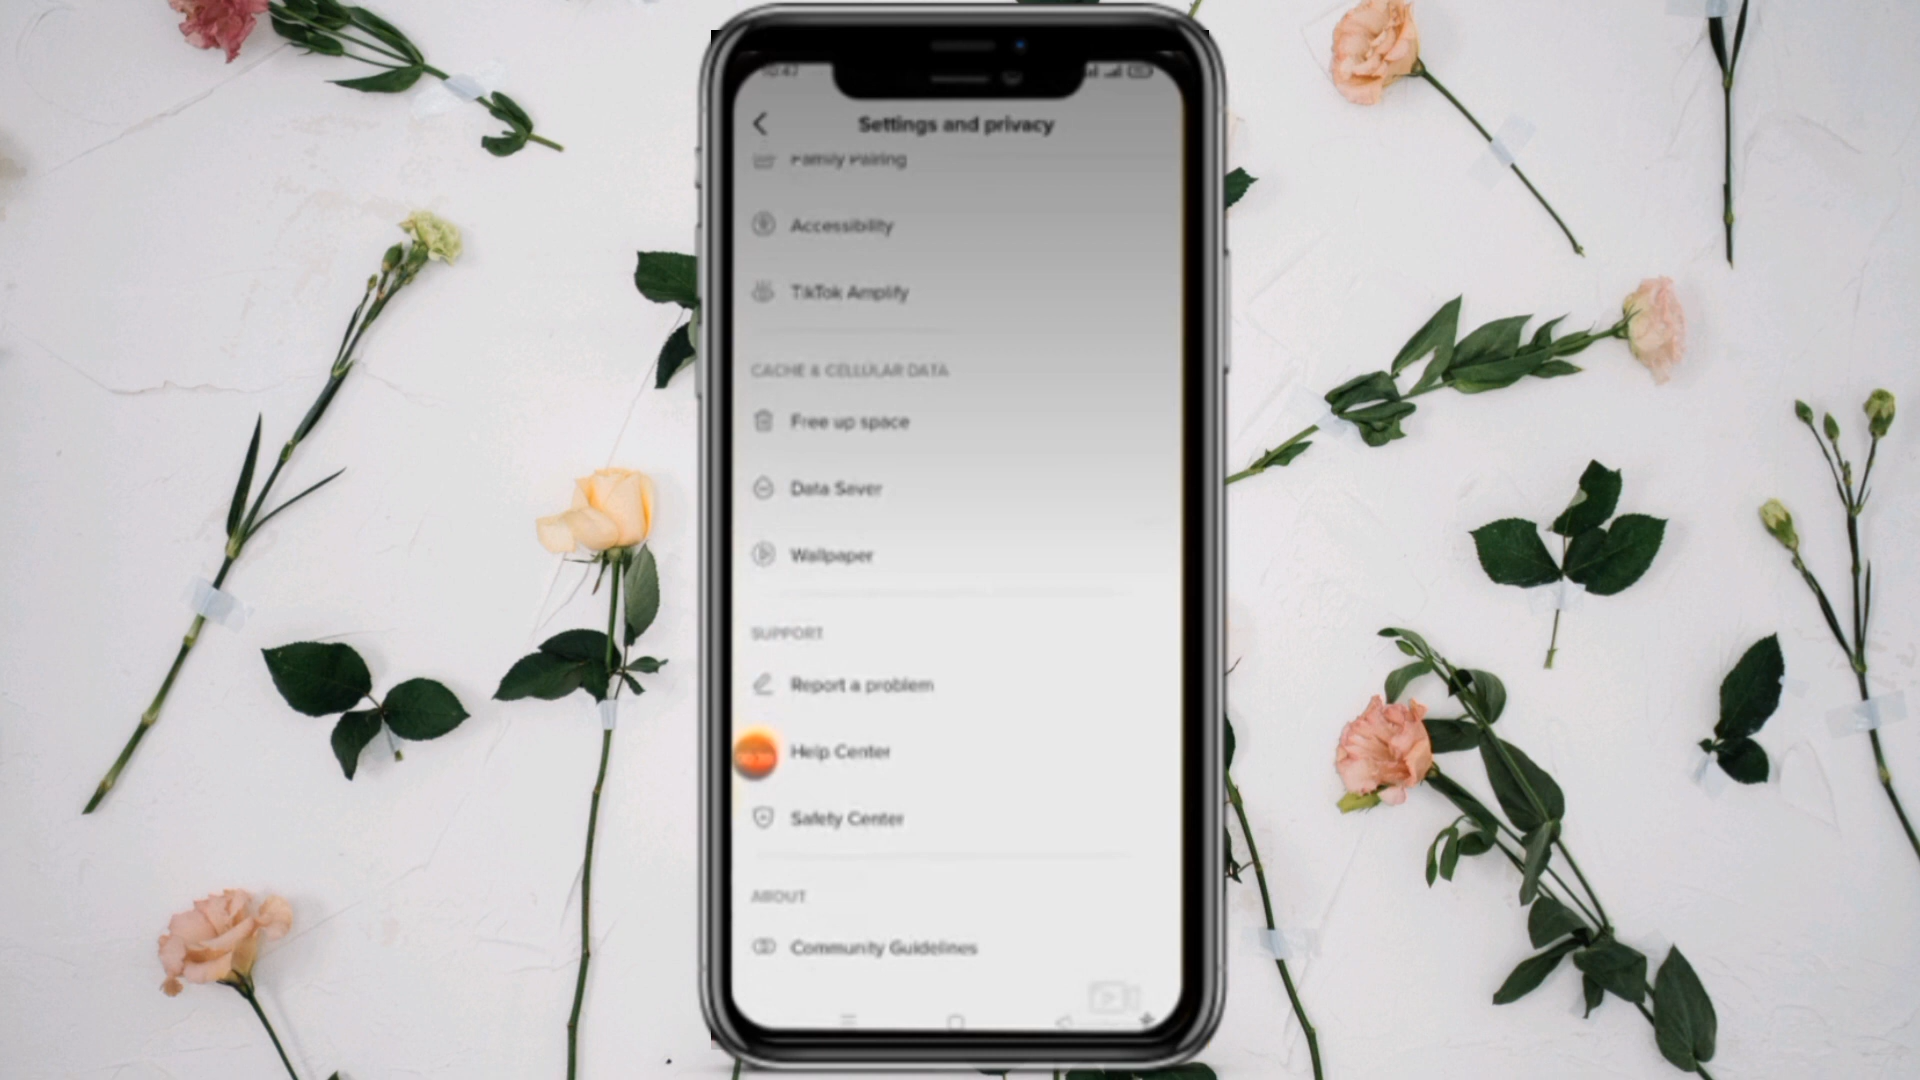 Settings and privacy
Family Pairing
Accessibility
TikTok Amplify
CACHE & CELLULAR DATA
Free up space
Data Saver
Wallpaper
SUPPORT
Report a problem
Help Center
Safety Center
ABOUT
Community Guidelines